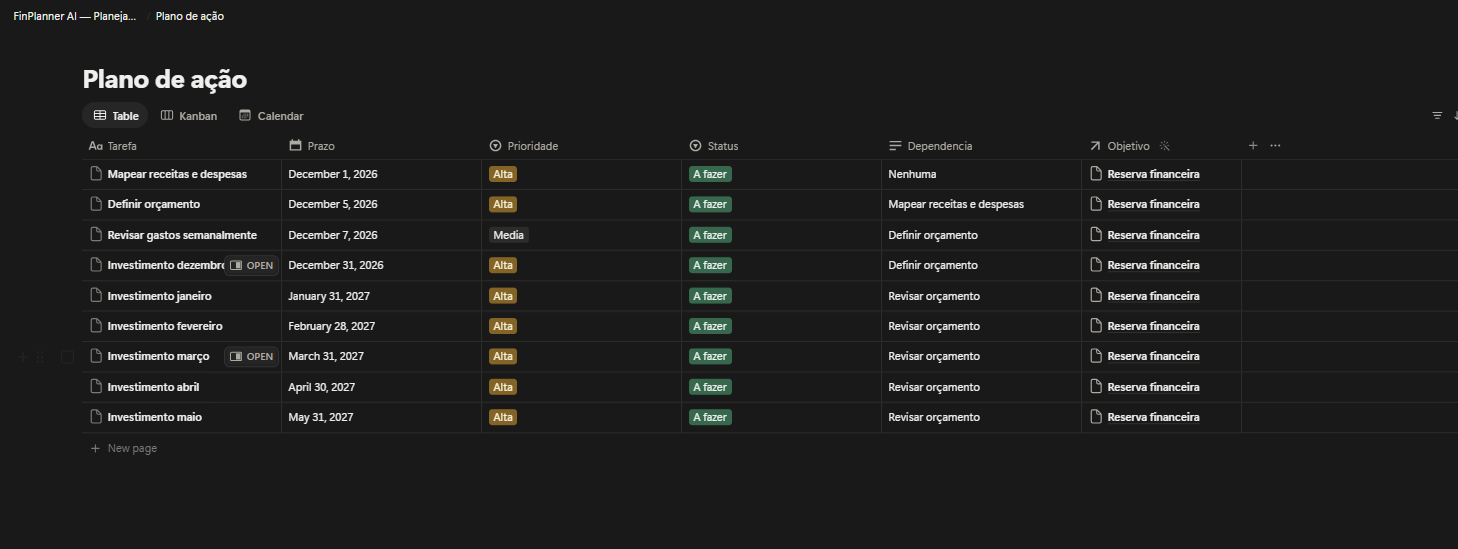 FinPlanner AI — Planeja... / Plano de ação
Plano de ação
Table Kanban Calendar
Aa Tarefa Prazo Prioridade Status Dependencia Objetivo
Mapear receitas e despesas December 1, 2026 Alta A fazer Nenhuma Reserva financeira
Definir orçamento December 5, 2026 Alta A fazer Mapear receitas e despesas Reserva financeira
Revisar gastos semanalmente December 7, 2026 Media A fazer Definir orçamento Reserva financeira
Investimento dezembro OPEN December 31, 2026 Alta A fazer Definir orçamento Reserva financeira
Investimento janeiro January 31, 2027 Alta A fazer Revisar orçamento Reserva financeira
Investimento fevereiro February 28, 2027 Alta A fazer Revisar orçamento Reserva financeira
Investimento março OPEN March 31, 2027 Alta A fazer Revisar orçamento Reserva financeira
Investimento abril April 30, 2027 Alta A fazer Revisar orçamento Reserva financeira
Investimento maio May 31, 2027 Alta A fazer Revisar orçamento Reserva financeira
+ New page